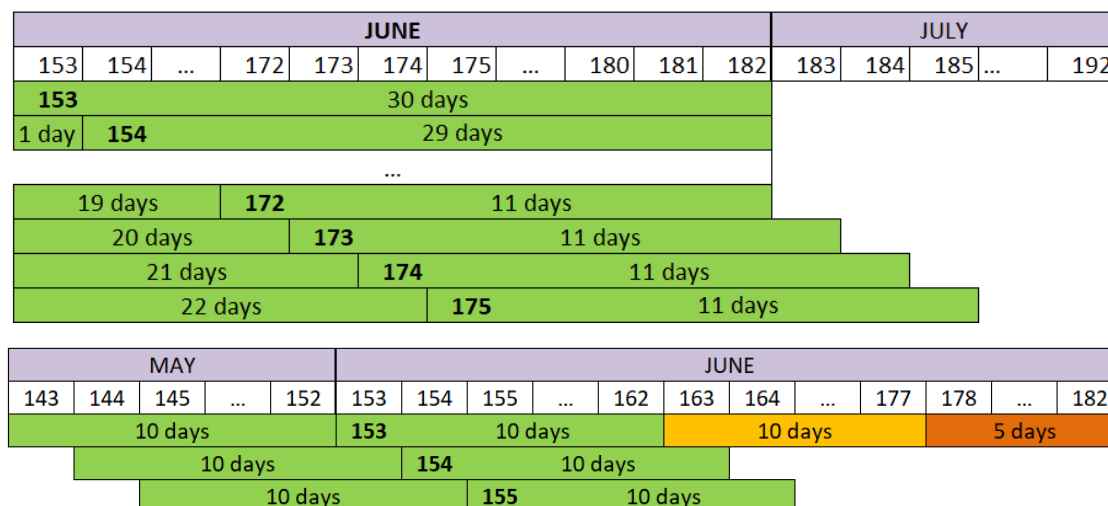 JUNE JULY
153 154 ... 172 173 174 175 ... 180 181 182 183 184 185 ... 192
153 30 days
1 day 154 29 days
...
19 days 172 11 days
20 days 173 11 days
21 days 174 11 days
22 days 175 11 days
MAY JUNE
143 144 145 ... 152 153 154 155 ... 162 163 164 ... 177 178 ... 182
10 days 153 10 days 10 days 5 days
10 days 154 10 days
10 days 155 10 days